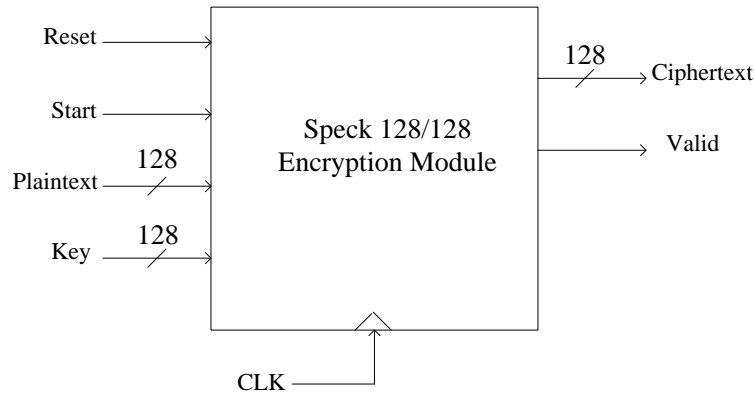 Reset
Start
Plaintext
128
Key
128
Speck 128/128
Encryption Module
128
Ciphertext
Valid
CLK